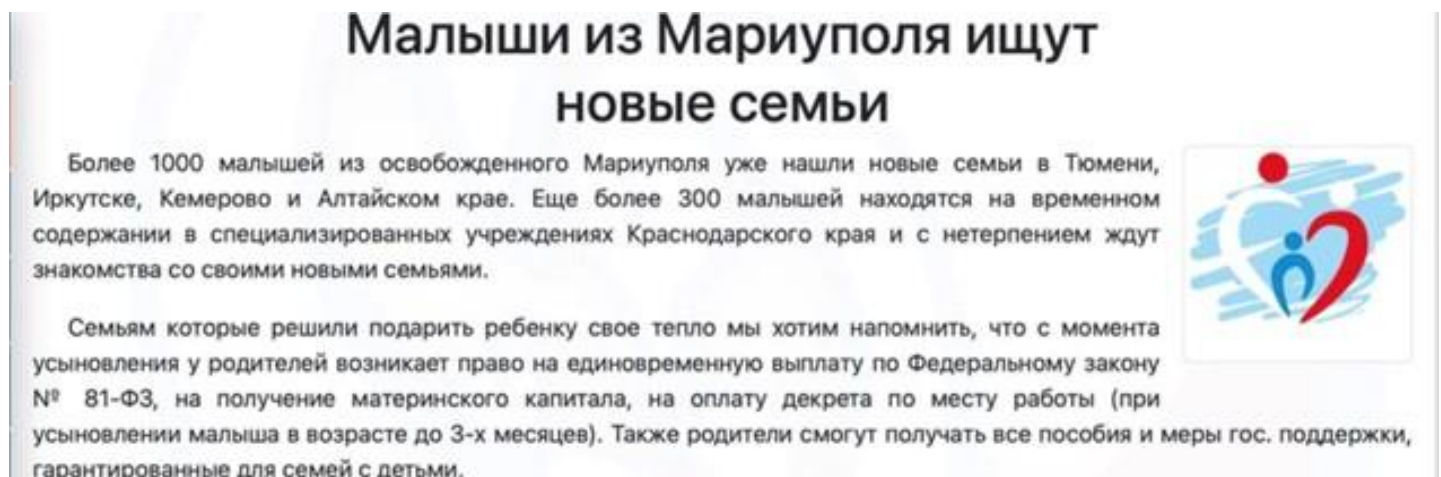 Малыши из Мариуполя ищут
новые семьи
Более 1000 малышей из освобожденного Мариуполя уже нашли новые семьи в Тюмени,
Иркутске, Кемерово и Алтайском крае. Еще более 300 малышей находятся на временном
содержании в специализированных учреждениях Краснодарского края и с нетерпением ждут
знакомства со своими новыми семьями.
Семьям которые решили подарить ребенку свое тепло мы хотим напомнить, что с момента
усыновления у родителей возникает право на единовременную выплату по Федеральному закону
№ 81-ФЗ, на получение материнского капитала, на оплату декрета по месту работы (при
усыновлении малыша в возрасте до 3-х месяцев). Также родители смогут получать все пособия и меры гос. поддержки,
гарантированные для семей с детьми.